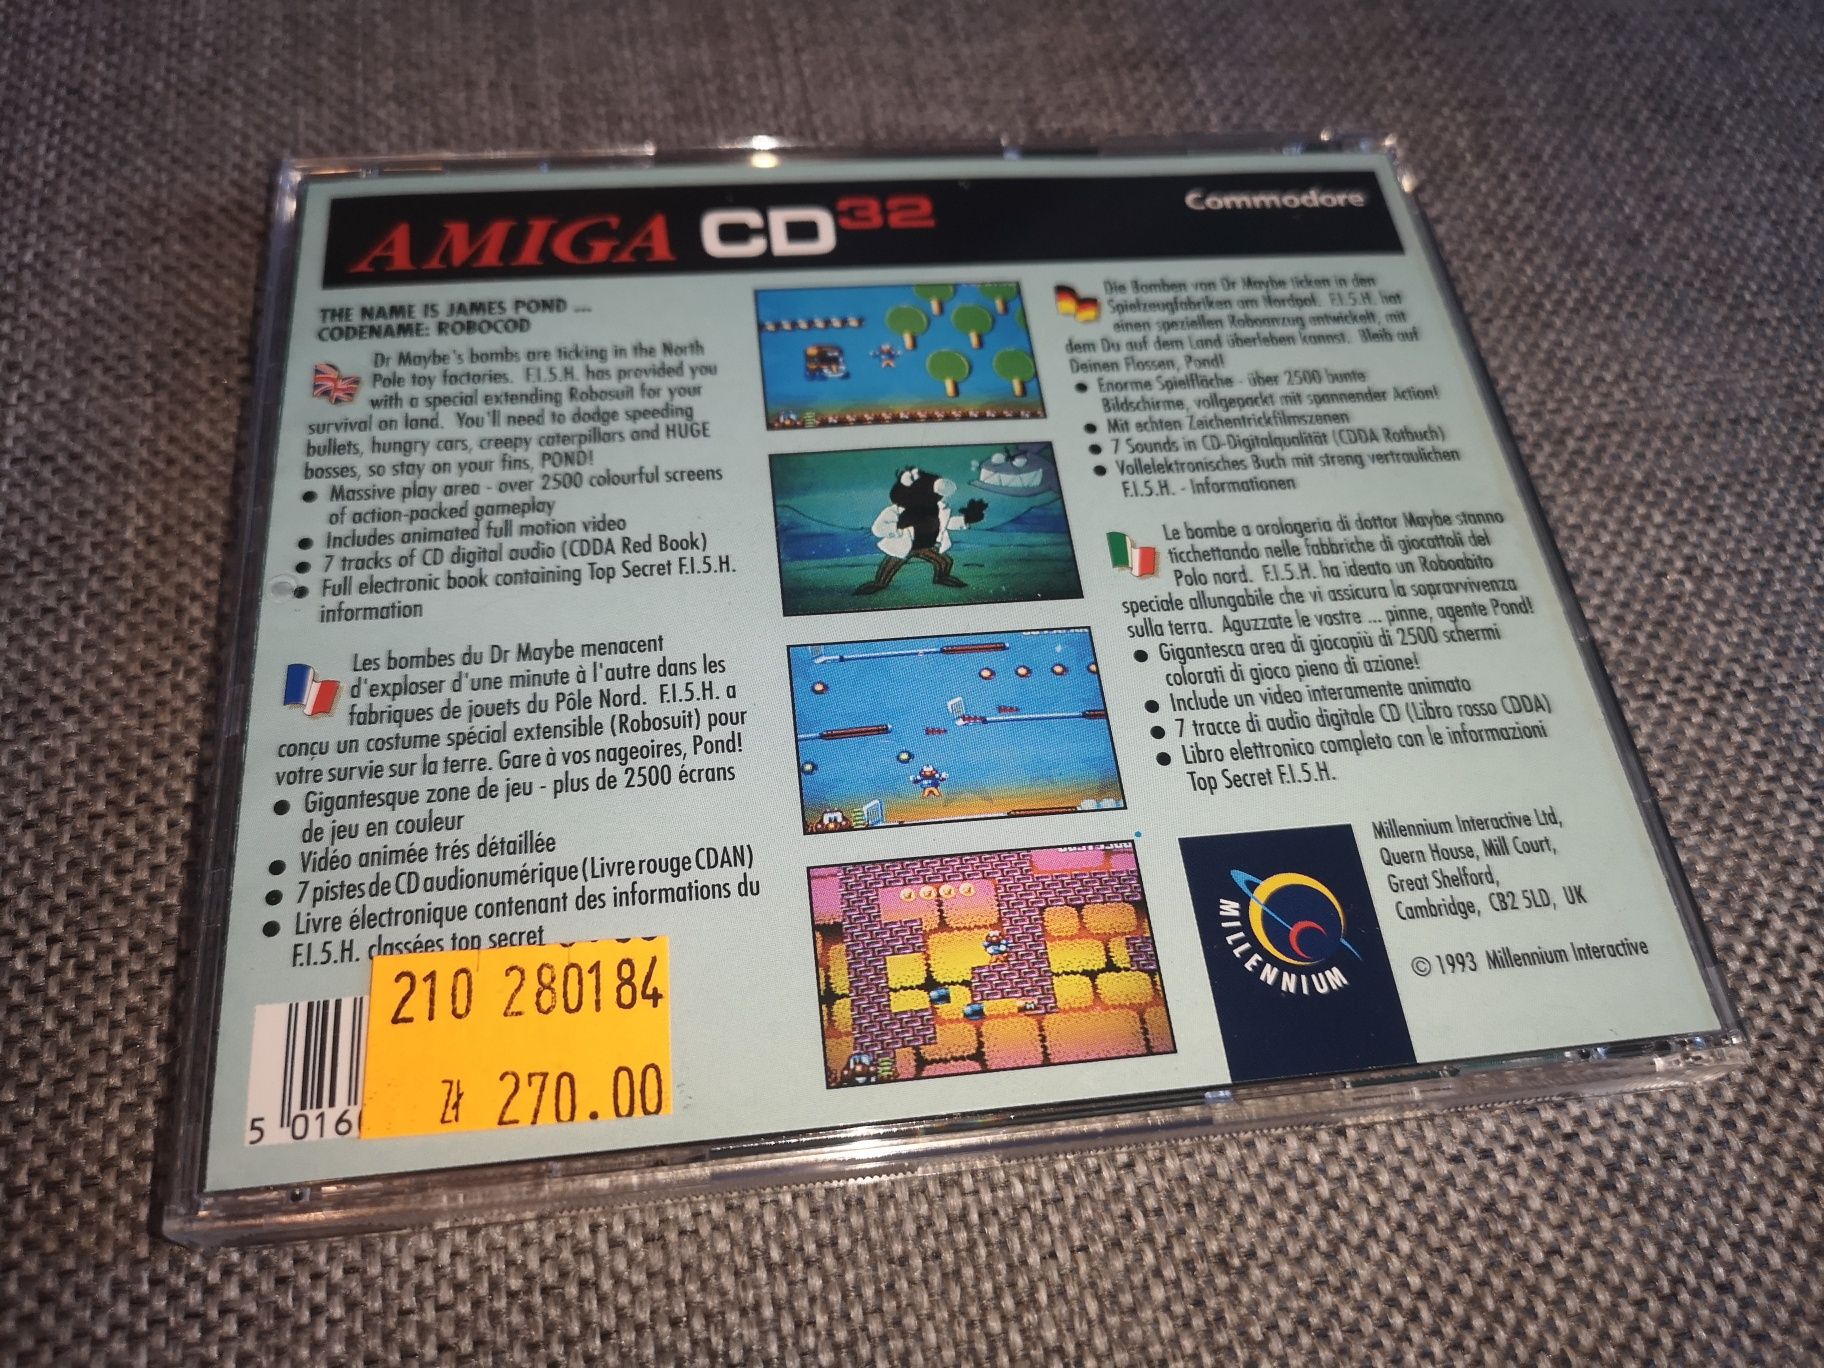 AMIGA CD32
Commodore
THE NAME IS JAMES POND ...
CODENAME: ROBOCOD
Dr Maybe's bombs are ticking in the North
Pole toy factories. F.I.5.H. has provided you
with a special extending Robosuit for your
survival on land. You'll need to dodge speeding
bullets, hungry cars, creepy caterpillars and HUGE
bosses, so stay on your fins, POND!
● Massive play area - over 2500 colourful screens
of action-packed gameplay
● Includes animated full motion video
● 7 tracks of CD digital audio (CDDA Red Book)
● Full electronic book containing Top Secret F.I.5.H.
information
Les bombes du Dr Maybe menacent
d'exploser d'une minute à l'autre dans les
fabriques de jouets du Pôle Nord. F.I.5.H. a
conçu un costume spécial extensible (Robosuit) pour
votre survie sur la terre. Gare à vos nageoires, Pond!
● Gigantesque zone de jeu - plus de 2500 écrans
de jeu en couleur
● Vidéo animée trés détaillée
● 7 pistes de CD audionumérique (Livre rouge CDAN)
● Livre électronique contenant des informations du
F.I.5.H. classées top secret
210 280184
zł 270.00
5 016
Die Bomben von Dr Maybe ticken in den
Spielzeugfabriken am Nordpol. F.I.5.H. hat
einen speziellen Roboanzug entwickelt, mit
dem Du auf dem Land überleben kannst. Bleib auf
Deinen Flossen, Pond!
● Enorme Spielfläche - über 2500 bunte
Bildschirme, vollgepackt mit spannender Action!
● Mit echten Zeichentrickfilmszenen
● 7 Sounds in CD-Digitalqualität (CDDA Rotbuch)
● Vollelektronisches Buch mit streng vertraulichen
F.I.5.H. - Informationen
Le bombe a orologeria di dottor Maybe stanno
ticchettando nelle fabbriche di giocattoli del
Polo nord. F.I.5.H. ha ideato un Roboabito
speciale allungabile che vi assicura la sopravvivenza
sulla terra. Aguzzate le vostre ... pinne, agente Pond!
● Gigantesca area di giocopiù di 2500 schermi
colorati di gioco pieno di azione!
● Include un video interamente animato
● 7 tracce di audio digitale CD (Libro rosso CDDA)
● Libro elettronico completo con le informazioni
Top Secret F.I.5.H.
MILLENNIUM
Millennium Interactive Ltd,
Quern House, Mill Court,
Great Shelford,
Cambridge, CB2 5LD, UK
© 1993 Millennium Interactive